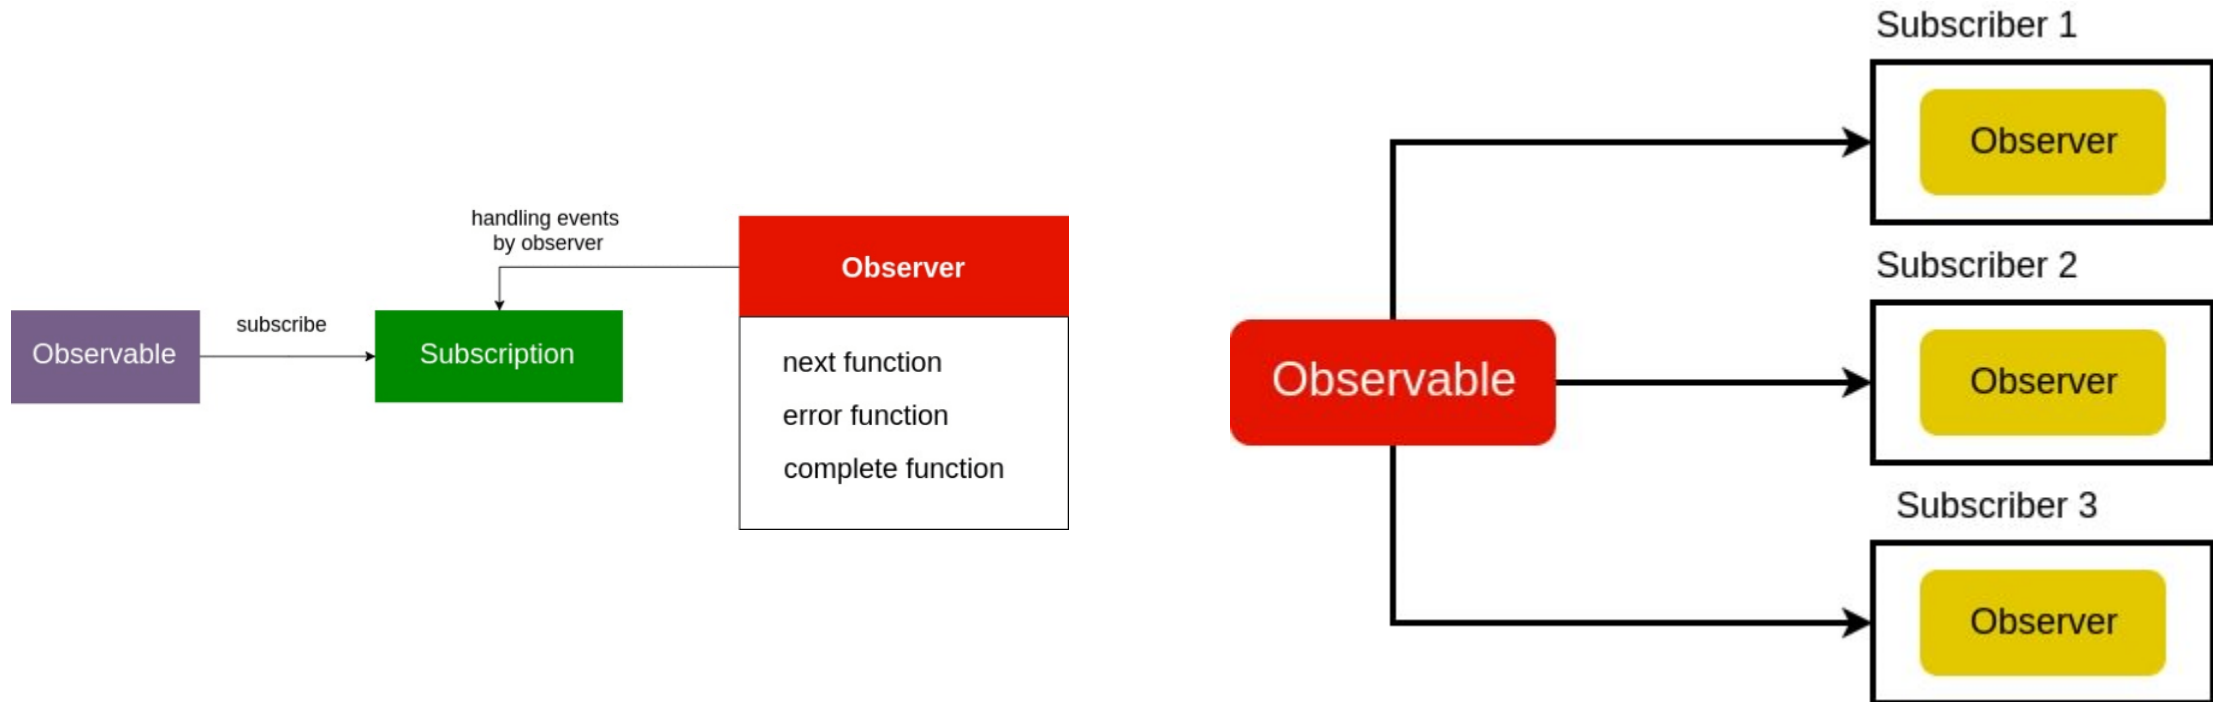 handling events
by observer
Observer
Observable
subscribe
Subscription
next function
error function
complete function
Subscriber 1
Observer
Subscriber 2
Observable
Observer
Subscriber 3
Observer